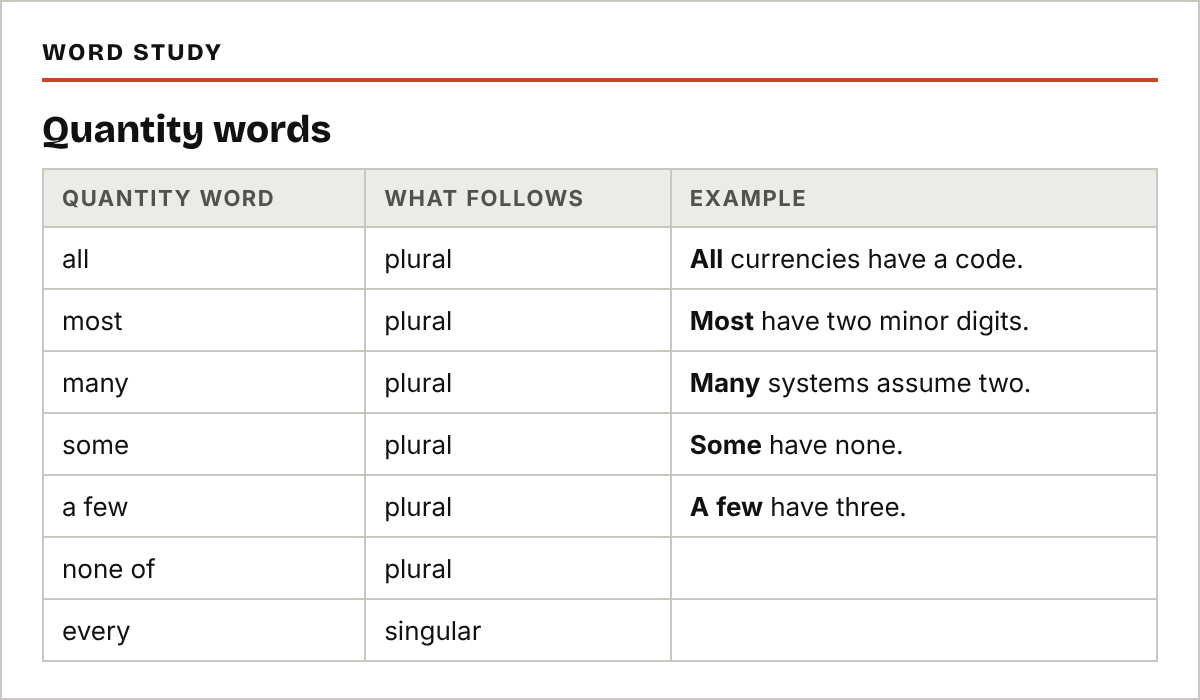 WORD STUDY
Quantity words
QUANTITY WORD WHAT FOLLOWS EXAMPLE
all plural All currencies have a code.
most plural Most have two minor digits.
many plural Many systems assume two.
some plural Some have none.
a few plural A few have three.
none of plural
every singular